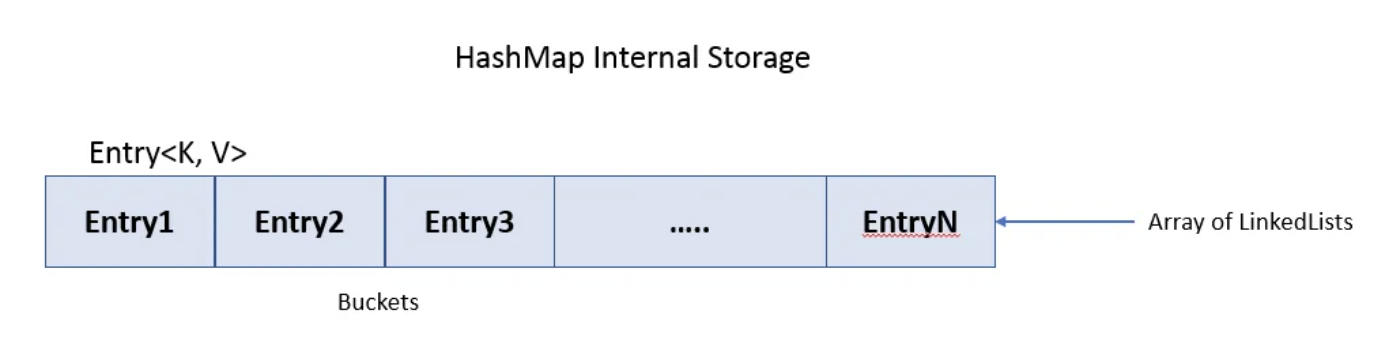 HashMap Internal Storage
Entry<K, V>
Entry1 Entry2 Entry3 ..... EntryN
Array of LinkedLists
Buckets